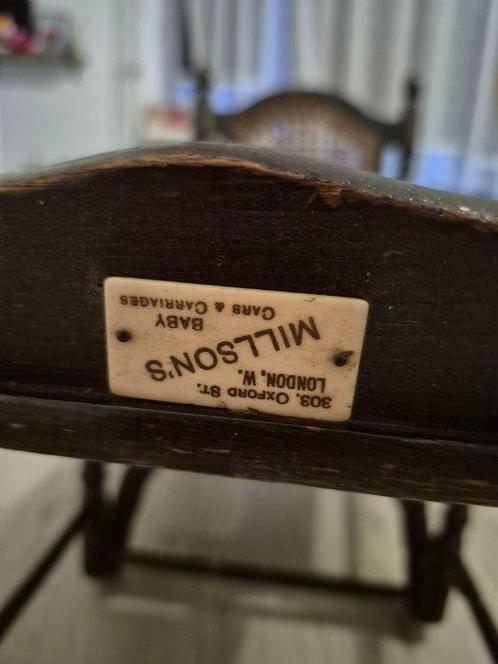 303, OXFORD ST.
LONDON, W.
MILLSON'S
BABY
CARS & CARRIAGES